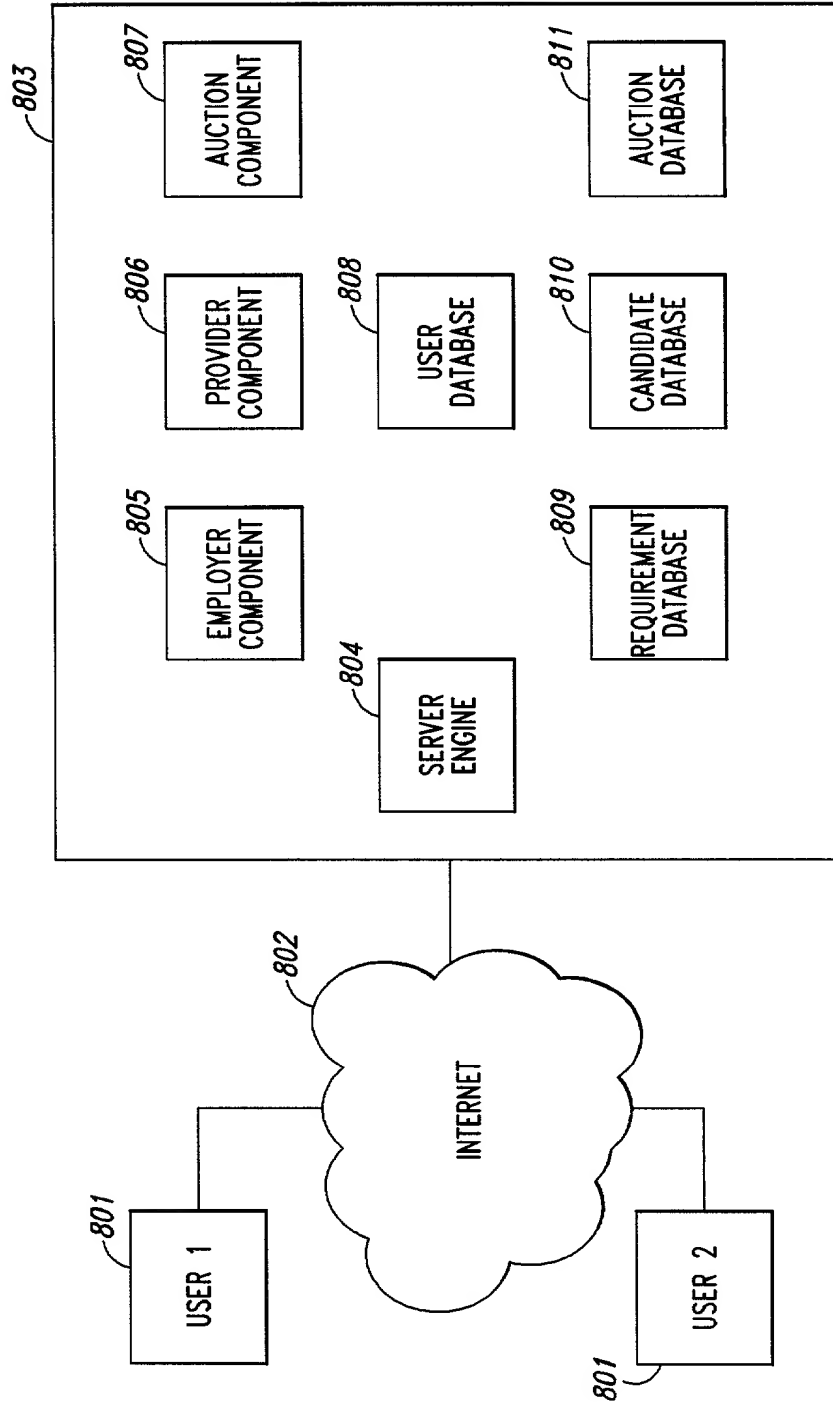 803
805
EMPLOYER
COMPONENT
806
PROVIDER
COMPONENT
807
AUCTION
COMPONENT
801
USER 1
802
INTERNET
804
SERVER
ENGINE
808
USER
DATABASE
801
USER 2
809
REQUIREMENT
DATABASE
810
CANDIDATE
DATABASE
811
AUCTION
DATABASE